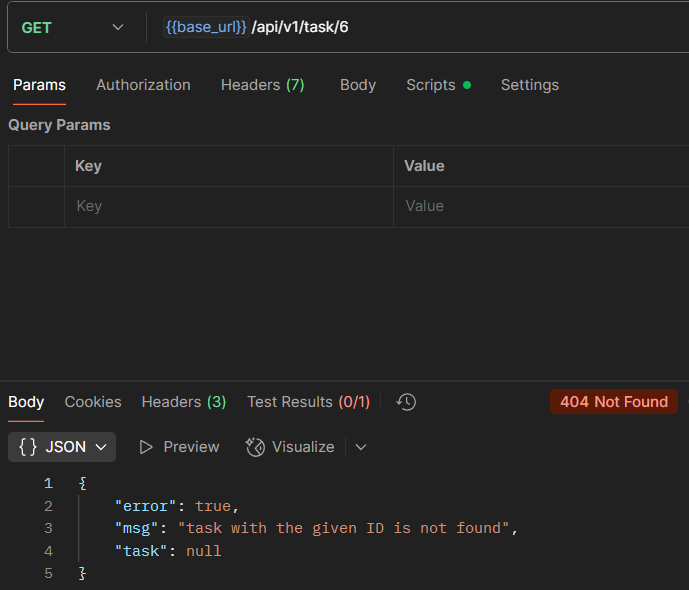 GET {{base_url}} /api/v1/task/6
Params Authorization Headers (7) Body Scripts Settings
Query Params
Key Value
Key Value
Body Cookies Headers (3) Test Results (0/1) 404 Not Found
{ } JSON Preview Visualize
1 {
2 "error": true,
3 "msg": "task with the given ID is not found",
4 "task": null
5 }